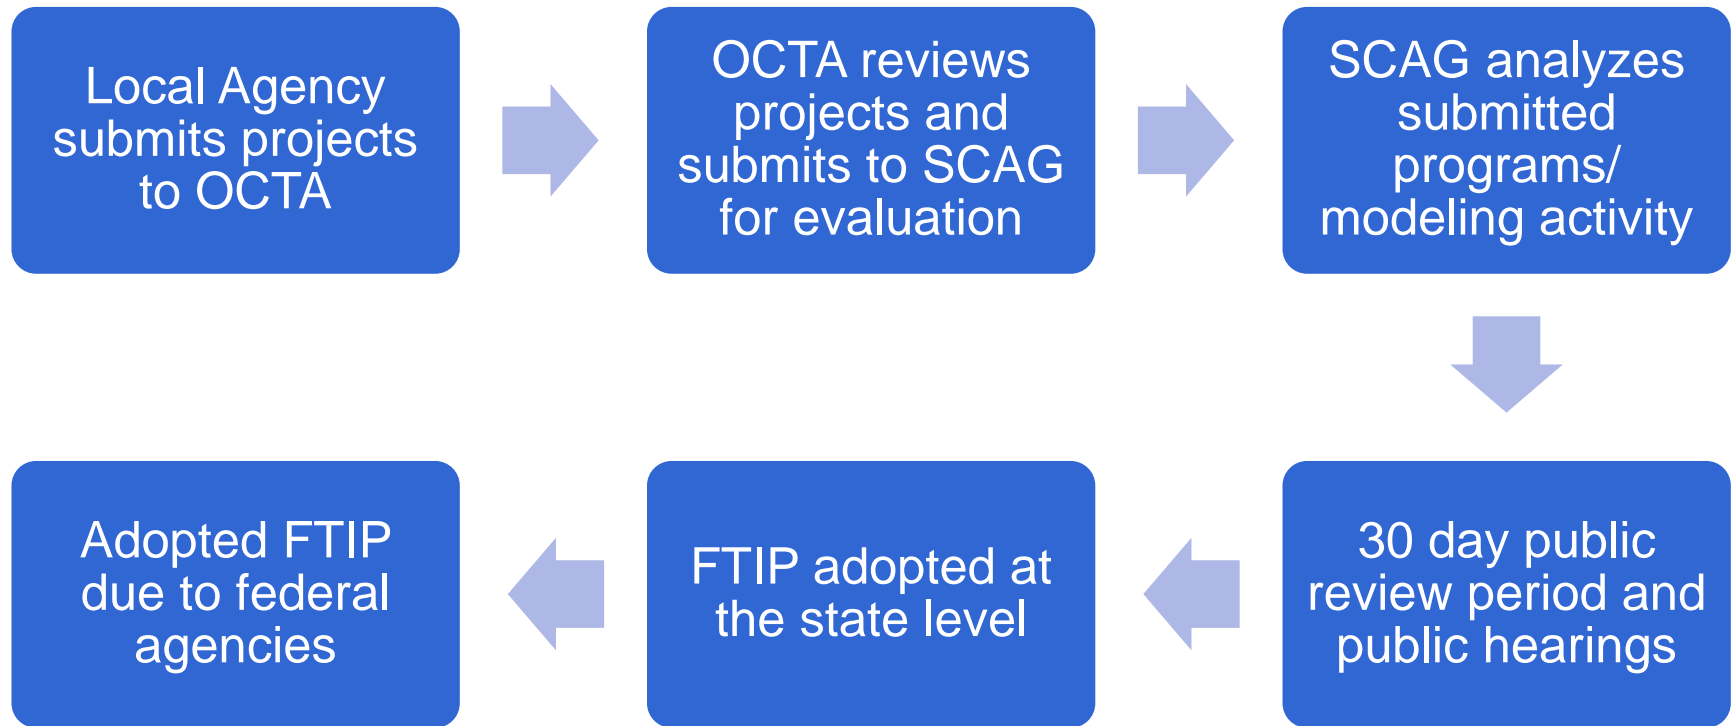 Local Agency
submits projects
to OCTA
OCTA reviews
projects and
submits to SCAG
for evaluation
SCAG analyzes
submitted
programs/
modeling activity
30 day public
review period and
public hearings
FTIP adopted at
the state level
Adopted FTIP
due to federal
agencies